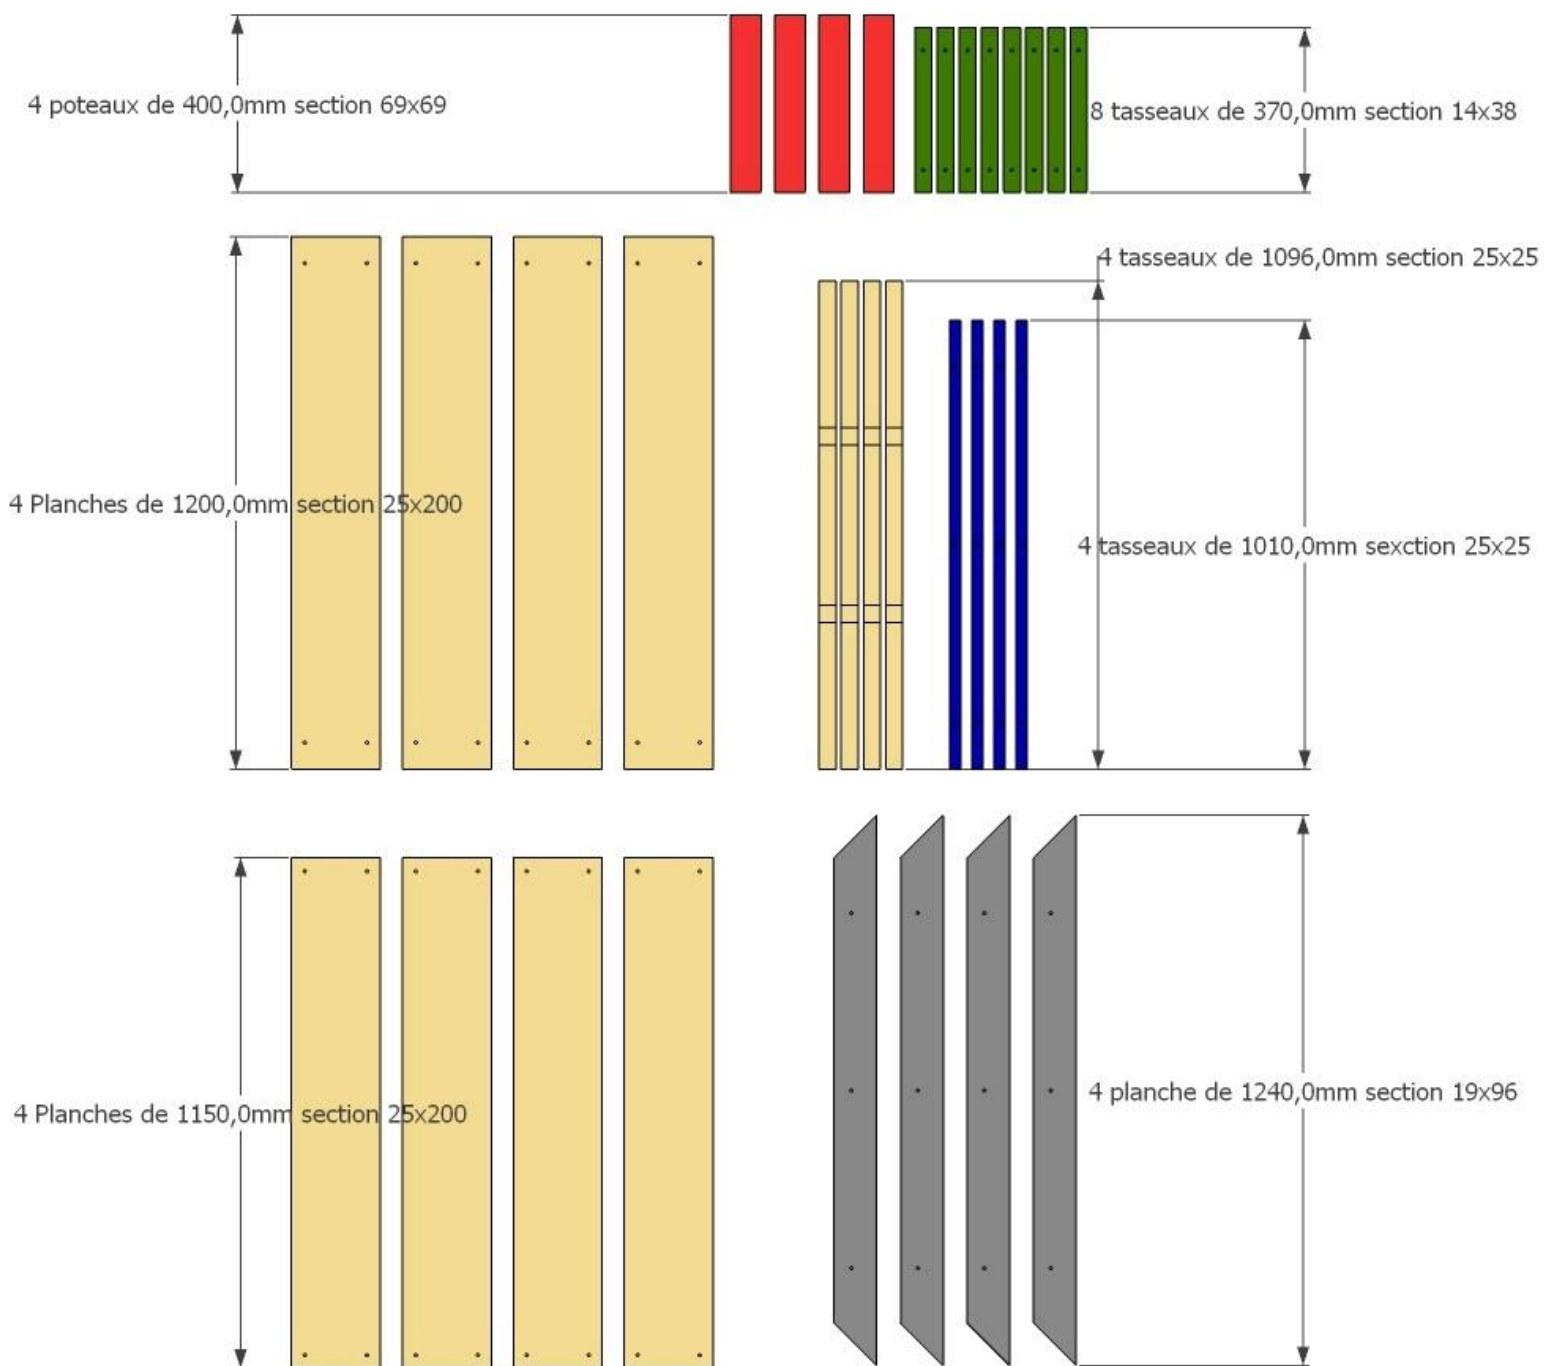 4 poteaux de 400,0mm section 69x69
8 tasseaux de 370,0mm section 14x38
4 tasseaux de 1096,0mm section 25x25
4 Planches de 1200,0mm section 25x200
4 tasseaux de 1010,0mm sexction 25x25
4 Planches de 1150,0mm section 25x200
4 planche de 1240,0mm section 19x96